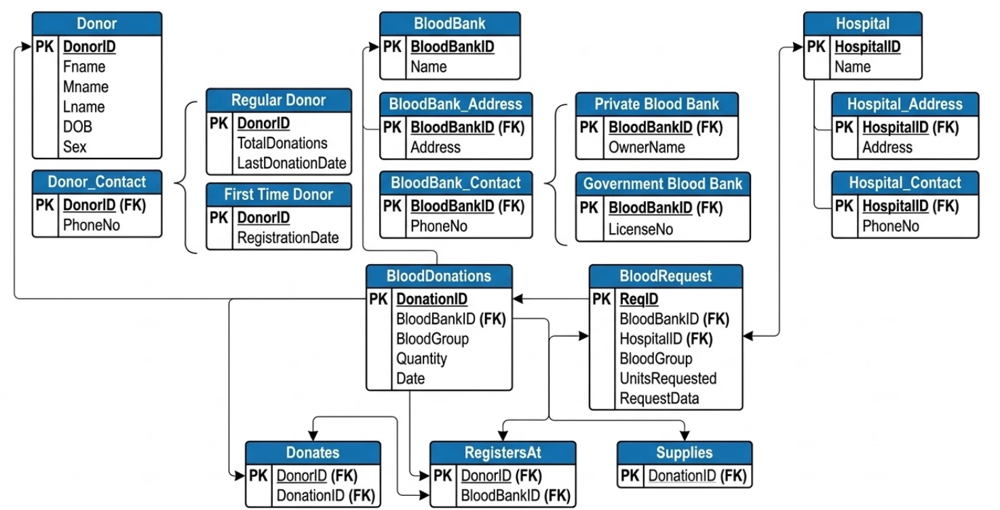 Donor
PK DonorID
Fname
Mname
Lname
DOB
Sex
Donor_Contact
PK DonorID (FK)
PhoneNo
Regular Donor
PK DonorID
TotalDonations
LastDonationDate
First Time Donor
PK DonorID
RegistrationDate
BloodBank
PK BloodBankID
Name
BloodBank_Address
PK BloodBankID (FK)
Address
BloodBank_Contact
PK BloodBankID (FK)
PhoneNo
Private Blood Bank
PK BloodBankID (FK)
OwnerName
Government Blood Bank
PK BloodBankID (FK)
LicenseNo
Hospital
PK HospitalID
Name
Hospital_Address
PK HospitalID (FK)
Address
Hospital_Contact
PK HospitalID (FK)
PhoneNo
BloodDonations
PK DonationID
BloodBankID (FK)
BloodGroup
Quantity
Date
BloodRequest
PK ReqID
BloodBankID (FK)
HospitalID (FK)
BloodGroup
UnitsRequested
RequestData
Donates
PK DonorID (FK)
DonationID (FK)
RegistersAt
PK DonorID (FK)
BloodBankID (FK)
Supplies
PK DonationID (FK)